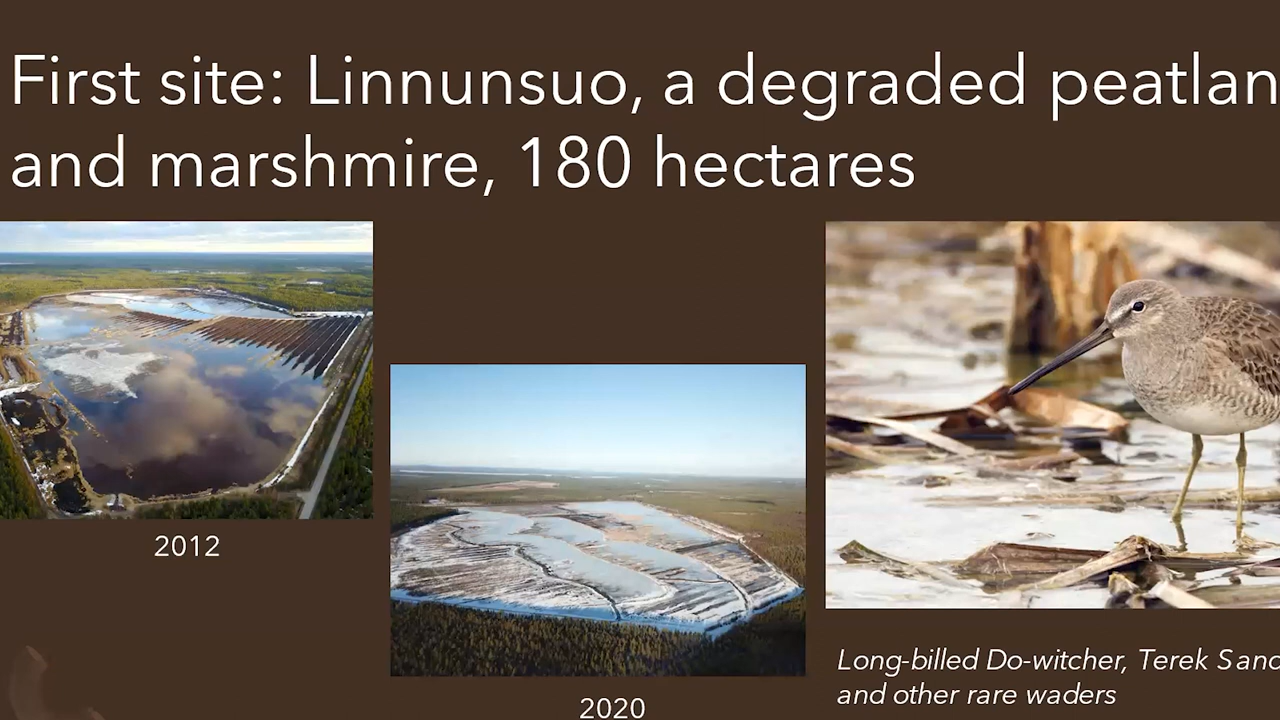 First site: Linnunsuo, a degraded peatlan
and marshmire, 180 hectares
2012
2020
Long-billed Do-witcher, Terek Sand
and other rare waders